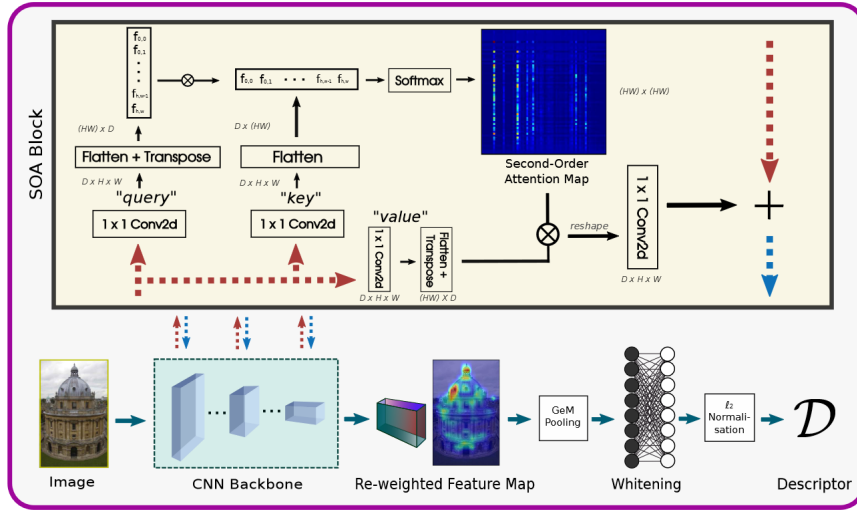 SOA Block
f0,0
f0,1
.
.
.
fh,w-1
fh,w
(HW) x D
Flatten + Transpose
D x H x W
"query"
1 x 1 Conv2d
f0,0 f0,1 · · · fh,w-1 fh,w
D x (HW)
Flatten
D x H x W
"key"
1 x 1 Conv2d
Softmax
(HW) x (HW)
Second-Order
Attention Map
"value"
1 x 1 Conv2d
D x H x W
Flatten +
Transpose
(HW) X D
reshape
1 x 1 Conv2d
D x H x W
+
Image
...
...
CNN Backbone
Re-weighted Feature Map
GeM
Pooling
Whitening
ℓ2
Normali-
sation
D
Descriptor